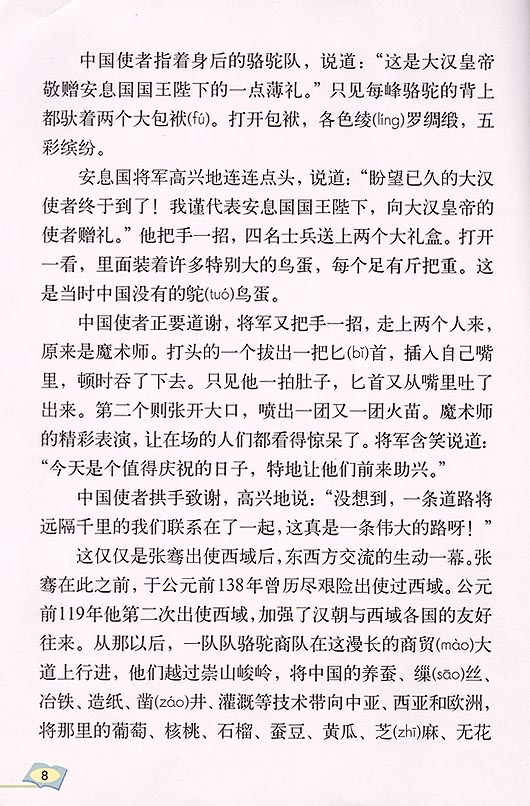 中国使者指着身后的骆驼队，说道：“这是大汉皇帝
敬赠安息国国王陛下的一点薄礼。”只见每峰骆驼的背上
都驮着两个大包袱(fú)。打开包袱，各色绫(líng)罗绸缎，五
彩缤纷。
安息国将军高兴地连连点头，说道：“盼望已久的大汉
使者终于到了！我谨代表安息国国王陛下，向大汉皇帝的
使者赠礼。”他把手一招，四名士兵送上两个大礼盒。打开
一看，里面装着许多特别大的鸟蛋，每个足有斤把重。这
是当时中国没有的鸵(tuó)鸟蛋。
中国使者正要道谢，将军又把手一招，走上两个人来，
原来是魔术师。打头的一个拔出一把匕(bǐ)首，插入自己嘴
里，顿时吞了下去。只见他一拍肚子，匕首又从嘴里吐了
出来。第二个则张开大口，喷出一团又一团火苗。魔术师
的精彩表演，让在场的人们都看得惊呆了。将军含笑说道：
“今天是个值得庆祝的日子，特地让他们前来助兴。”
中国使者拱手致谢，高兴地说：“没想到，一条道路将
远隔千里的我们联系在了一起，这真是一条伟大的路呀！”
这仅仅是张骞出使西域后，东西方交流的生动一幕。张
骞在此之前，于公元前138年曾历尽艰险出使过西域。公元
前119年他第二次出使西域，加强了汉朝与西域各国的友好
往来。从那以后，一队队骆驼商队在这漫长的商贸(mào)大
道上行进，他们越过崇山峻岭，将中国的养蚕、缫(sāo)丝、
冶铁、造纸、凿(záo)井、灌溉等技术带向中亚、西亚和欧洲，
将那里的葡萄、核桃、石榴、蚕豆、黄瓜、芝(zhī)麻、无花
8